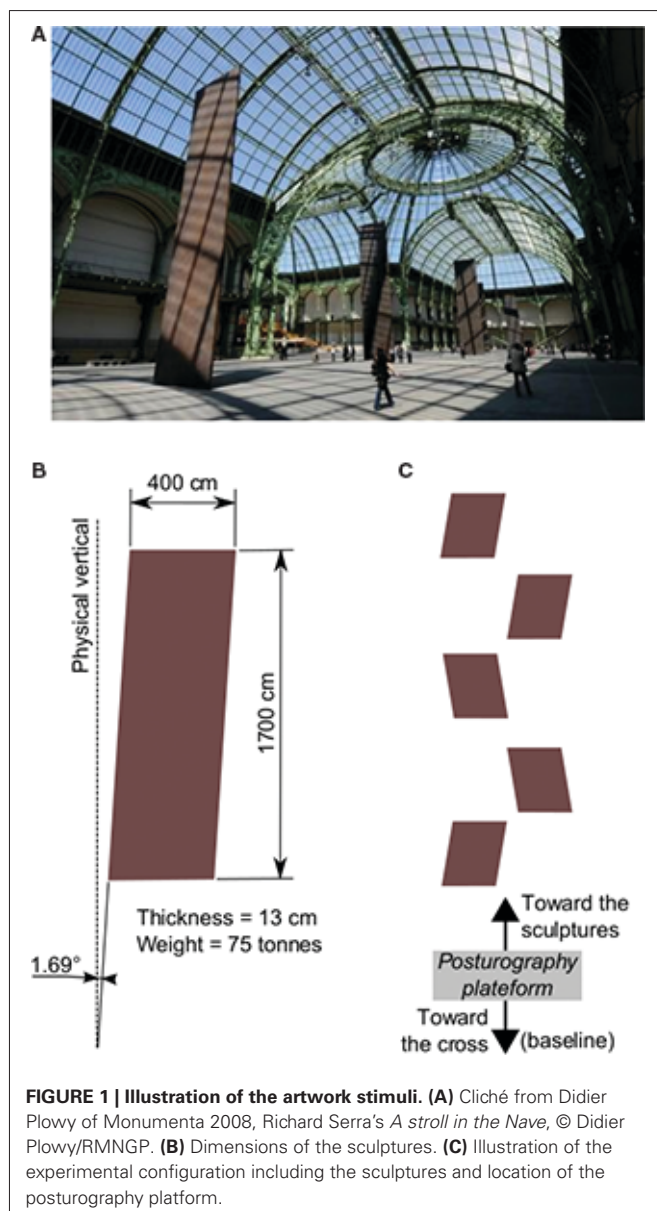 A
B
C
400 cm
Physical vertical
1700 cm
Thickness = 13 cm
Weight = 75 tonnes
1.69°
Toward the
sculptures
Posturography
plateform
Toward
the cross
(baseline)
FIGURE 1 | Illustration of the artwork stimuli. (A) Cliché from Didier
Plowy of Monumenta 2008, Richard Serra's A stroll in the Nave, © Didier
Plowy/RMNGP. (B) Dimensions of the sculptures. (C) Illustration of the
experimental configuration including the sculptures and location of the
posturography platform.